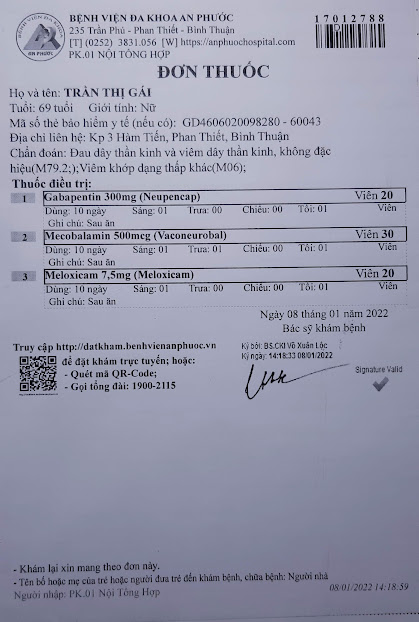 BỆNH VIỆN ĐA KHOA AN PHƯỚC
235 Trần Phú - Phan Thiết - Bình Thuận
[T] (0252) 3831.056 [W] https://anphuochospital.com
PK.01 NỘI TỔNG HỢP
17012788
BỆNH VIỆN ĐA KHOA
AN PHƯỚC
ĐƠN THUỐC
Họ và tên: TRẦN THỊ GÁI
Tuổi: 69 tuổi Giới tính: Nữ
Mã số thẻ bảo hiểm y tế (nếu có): GD4606020098280 - 60043
Địa chỉ liên hệ: Kp 3 Hàm Tiến, Phan Thiết, Bình Thuận
Chẩn đoán: Đau dây thần kinh và viêm dây thần kinh, không đặc
hiệu(M79.2;);Viêm khớp dạng thấp khác(M06);
Thuốc điều trị:
1 Gabapentin 300mg (Neupencap) Viên 20
Dùng: 10 ngày Sáng: 01 Trưa: 00 Chiều: 00 Tối: 01 Viên
Ghi chú: Sau ăn
2 Mecobalamin 500mcg (Vaconeurobal) Viên 30
Dùng: 10 ngày Sáng: 01 Trưa: 01 Chiều: 00 Tối: 01 Viên
Ghi chú: Sau ăn
3 Meloxicam 7,5mg (Meloxicam) Viên 20
Dùng: 10 ngày Sáng: 01 Trưa: 00 Chiều: 00 Tối: 01 Viên
Ghi chú: Sau ăn
Ngày 08 tháng 01 năm 2022
Bác sỹ khám bệnh
Truy cập http://datkham.benhvienanphuoc.vn
để đặt khám trực tuyến; hoặc:
- Quét mã QR-Code;
- Gọi tổng đài: 1900-2115
Ký bởi: BS.CKI Võ Xuân Lộc
Ký ngày: 14:18:33 08/01/2022
Signature Valid
- Khám lại xin mang theo đơn này.
- Tên bố hoặc mẹ của trẻ hoặc người đưa trẻ đến khám bệnh, chữa bệnh: Người nhà
Người nhập: PK.01 Nội Tổng Hợp
08/01/2022 14:18:59